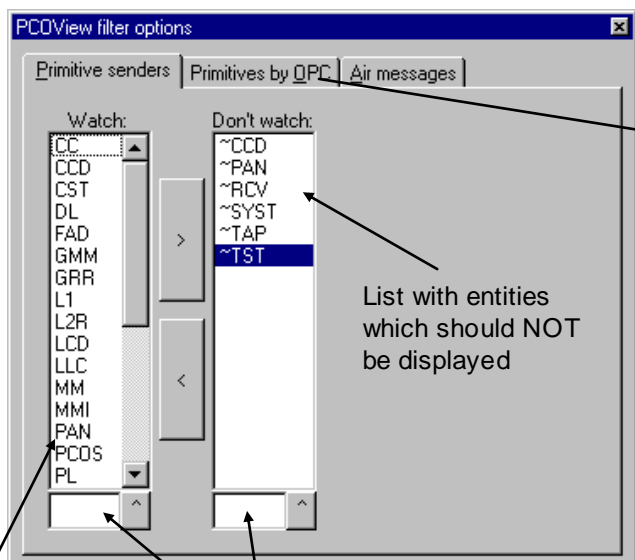 PCOView filter options
Primitive senders Primitives by OPC Air messages
Watch: Don't watch:
CC
CCD
CST
DL
FAD
GMM
GRR
L1
L2R
LCD
LLC
MM
MMI
PAN
PCOS
PL
>
<
^
~CCD
~PAN
~RCV
~SYST
~TAP
~TST
^
List with entities
which should NOT
be displayed